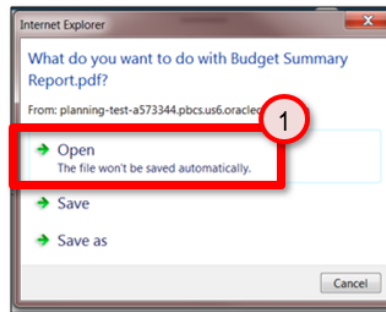 Internet Explorer
What do you want to do with Budget Summary
Report.pdf?
From: planning-test-a573344.pbcs.us6.oraclec
1
Open
The file won't be saved automatically.
Save
Save as
Cancel